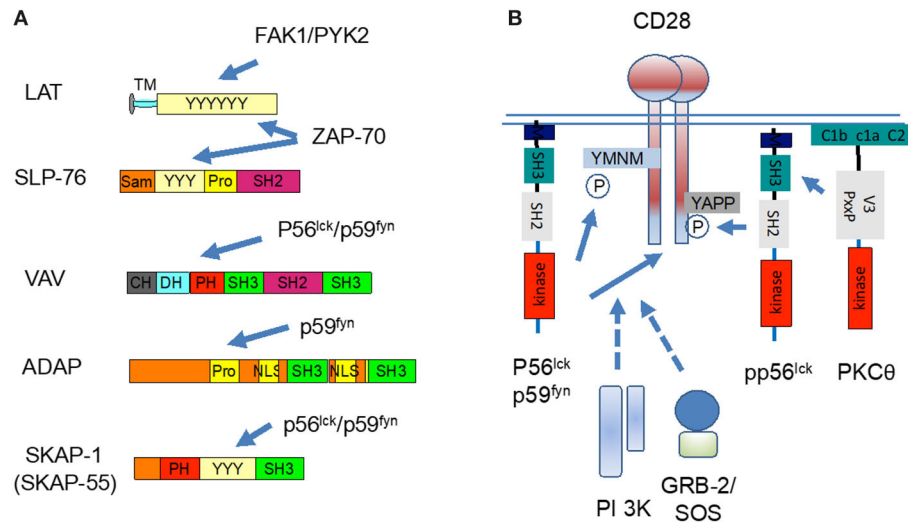 A
FAK1/PYK2
LAT
TM
YYYYYY
ZAP-70
SLP-76
Sam YYY Pro SH2
P56lck/p59fyn
VAV
CH DH PH SH3 SH2 SH3
p59fyn
ADAP
Pro NLS SH3 NLS SH3
p56lck/p59fyn
SKAP-1
(SKAP-55)
PH YYY SH3
B
CD28
M
SH3
SH2
kinase
P56lck
p59fyn
YMNM
P
YAPP
P
M
SH3
SH2
kinase
pp56lck
C1b c1a C2
V3
PxxP
kinase
PKCθ
PI 3K
GRB-2/
SOS